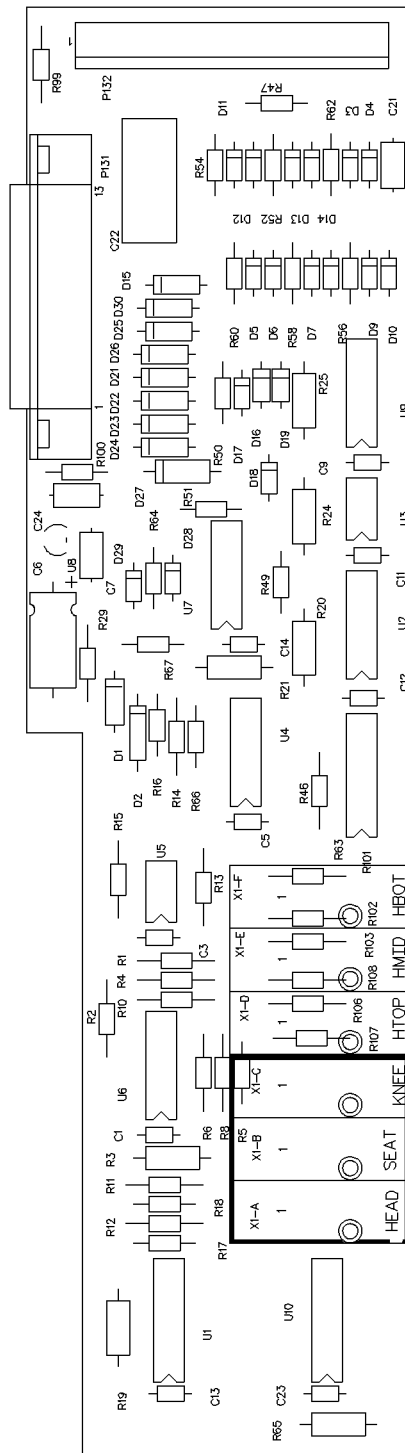 1
R99
P132
R47
D11
R62
D3
D4
C21
P131
R54
13
D12
R52
D13
D14
C22
D15
D30
D25
D26
D21
D22
D23
D24
1
R60
D5
D6
R58
D7
R56
D9
D10
R25
U9
R100
R50
D17
D16
D19
D27
R51
D18
C9
C24
R64
D28
R24
U3
C6
U8
D29
C7
U7
R49
R20
C11
U2
R29
R67
C14
R21
C12
D1
D2
R16
R14
R66
U4
R46
C5
R15
U5
R13
R63
R101
X1-F
1
R102
HBOT
R1
R4
R10
C3
X1-E
1
R103
R108
HMID
R2
X1-D
1
R106
R107
HTOP
U6
X1-C
1
KNEE
C1
R6
R8
R5
R3
X1-B
1
SEAT
R11
R18
R12
R17
X1-A
1
HEAD
U1
U10
R19
C13
C23
R65